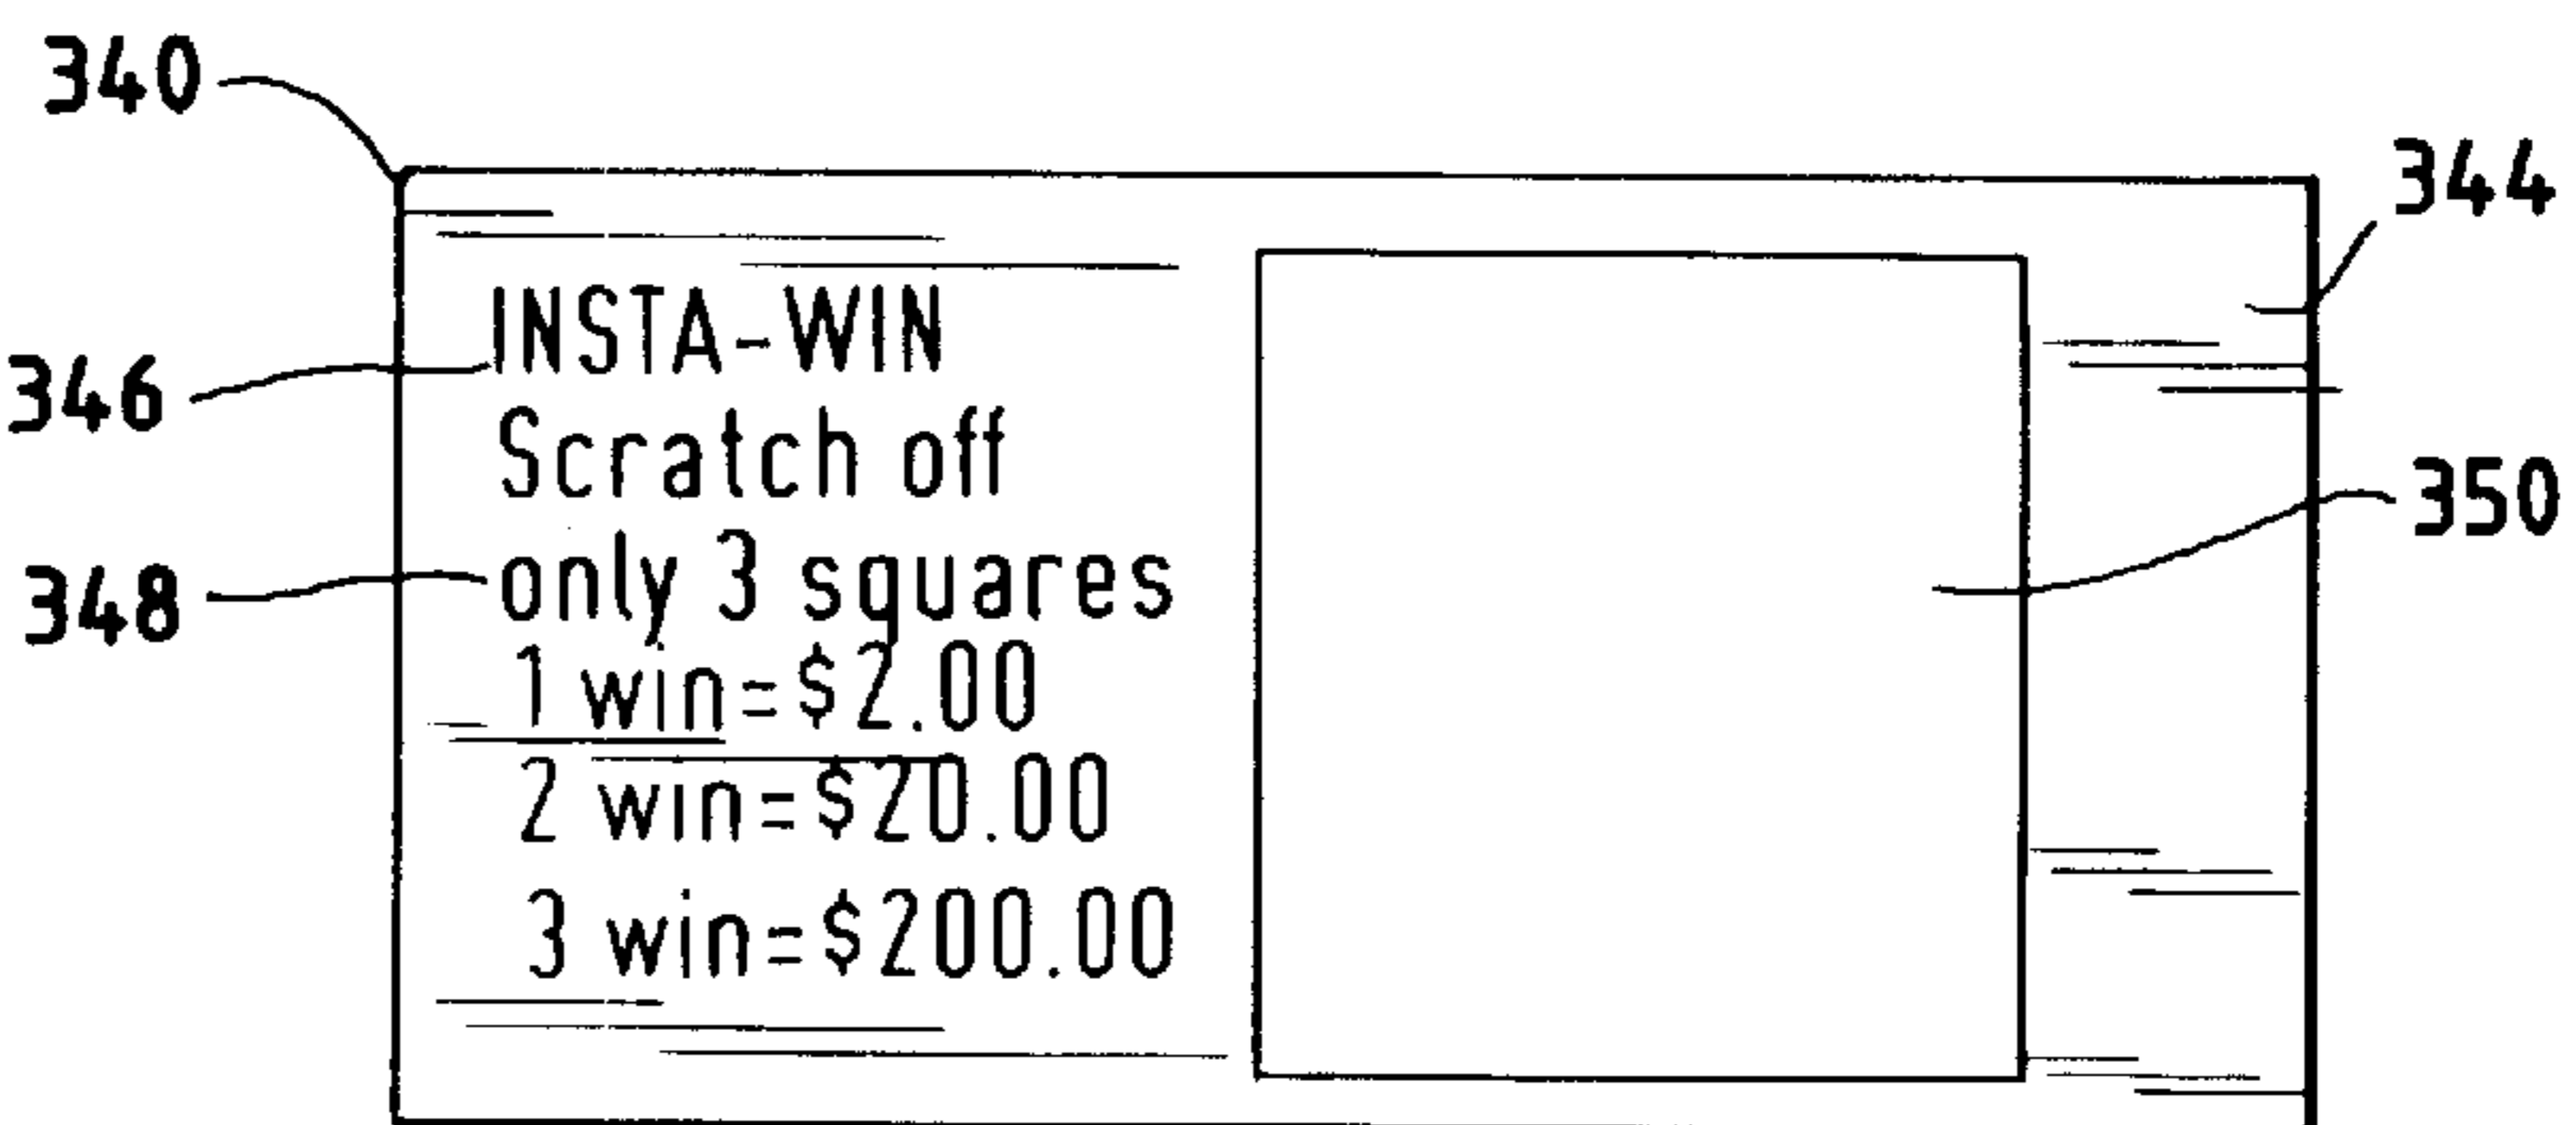 340
344
INSTA-WIN
346
Scratch off
350
only 3 squares
348
1 win=$2.00
2 win=$20.00
3 win=$200.00